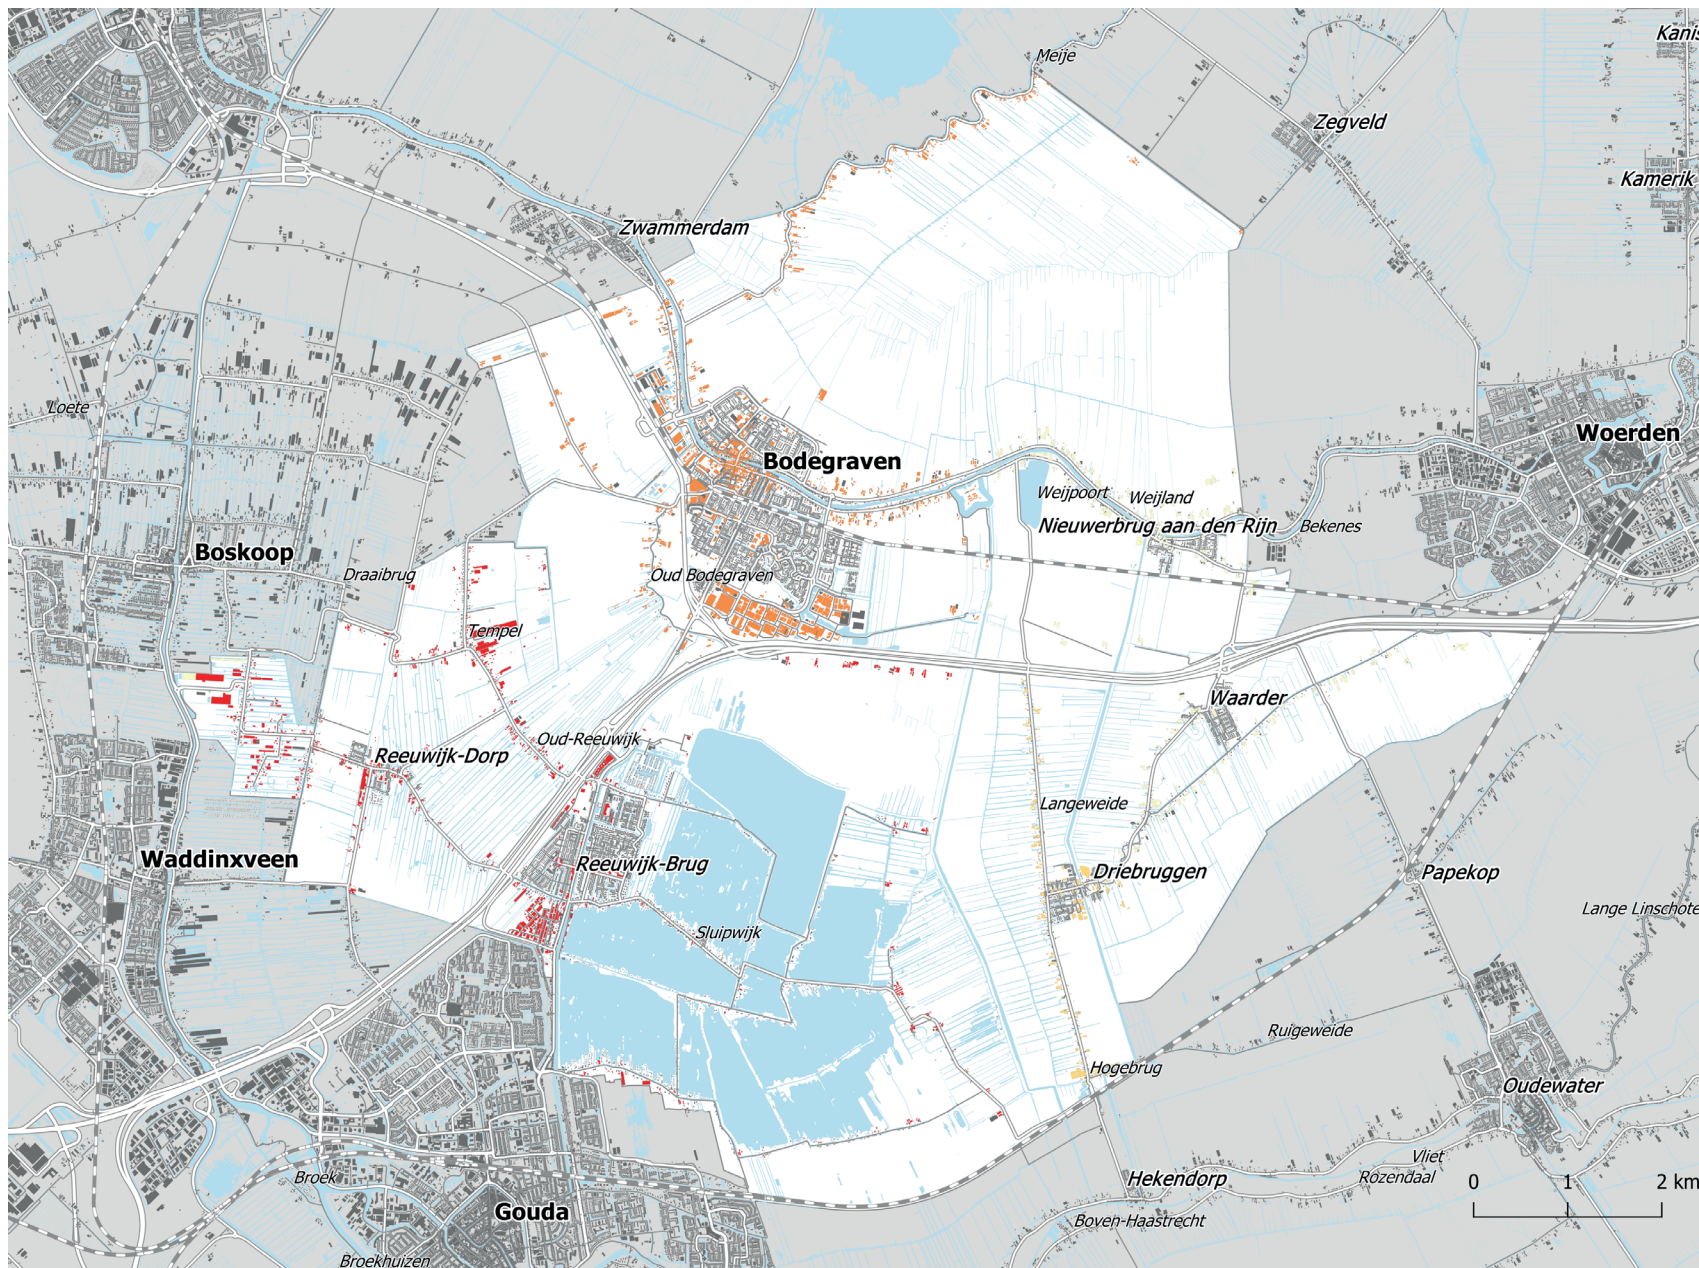 Meije
Kanis
Zegveld
Kamerik
Zwammerdam
Loete
Woerden
Bodegraven
Weijpoort
Weijland
Nieuwerbrug aan den Rijn
Bekenes
Boskoop
Draaibrug
Oud Bodegraven
Tempel
Waarder
Oud-Reeuwijk
Reeuwijk-Dorp
Langeweide
Waddinxveen
Reeuwijk-Brug
Driebruggen
Papekop
Lange Linschote
Sluipwijk
Ruigeweide
Hogebrug
Oudewater
Vliet
Broek
Hekendorp
Rozendaal
0 1 2 km
Gouda
Boven-Haastrecht
Broekhuizen